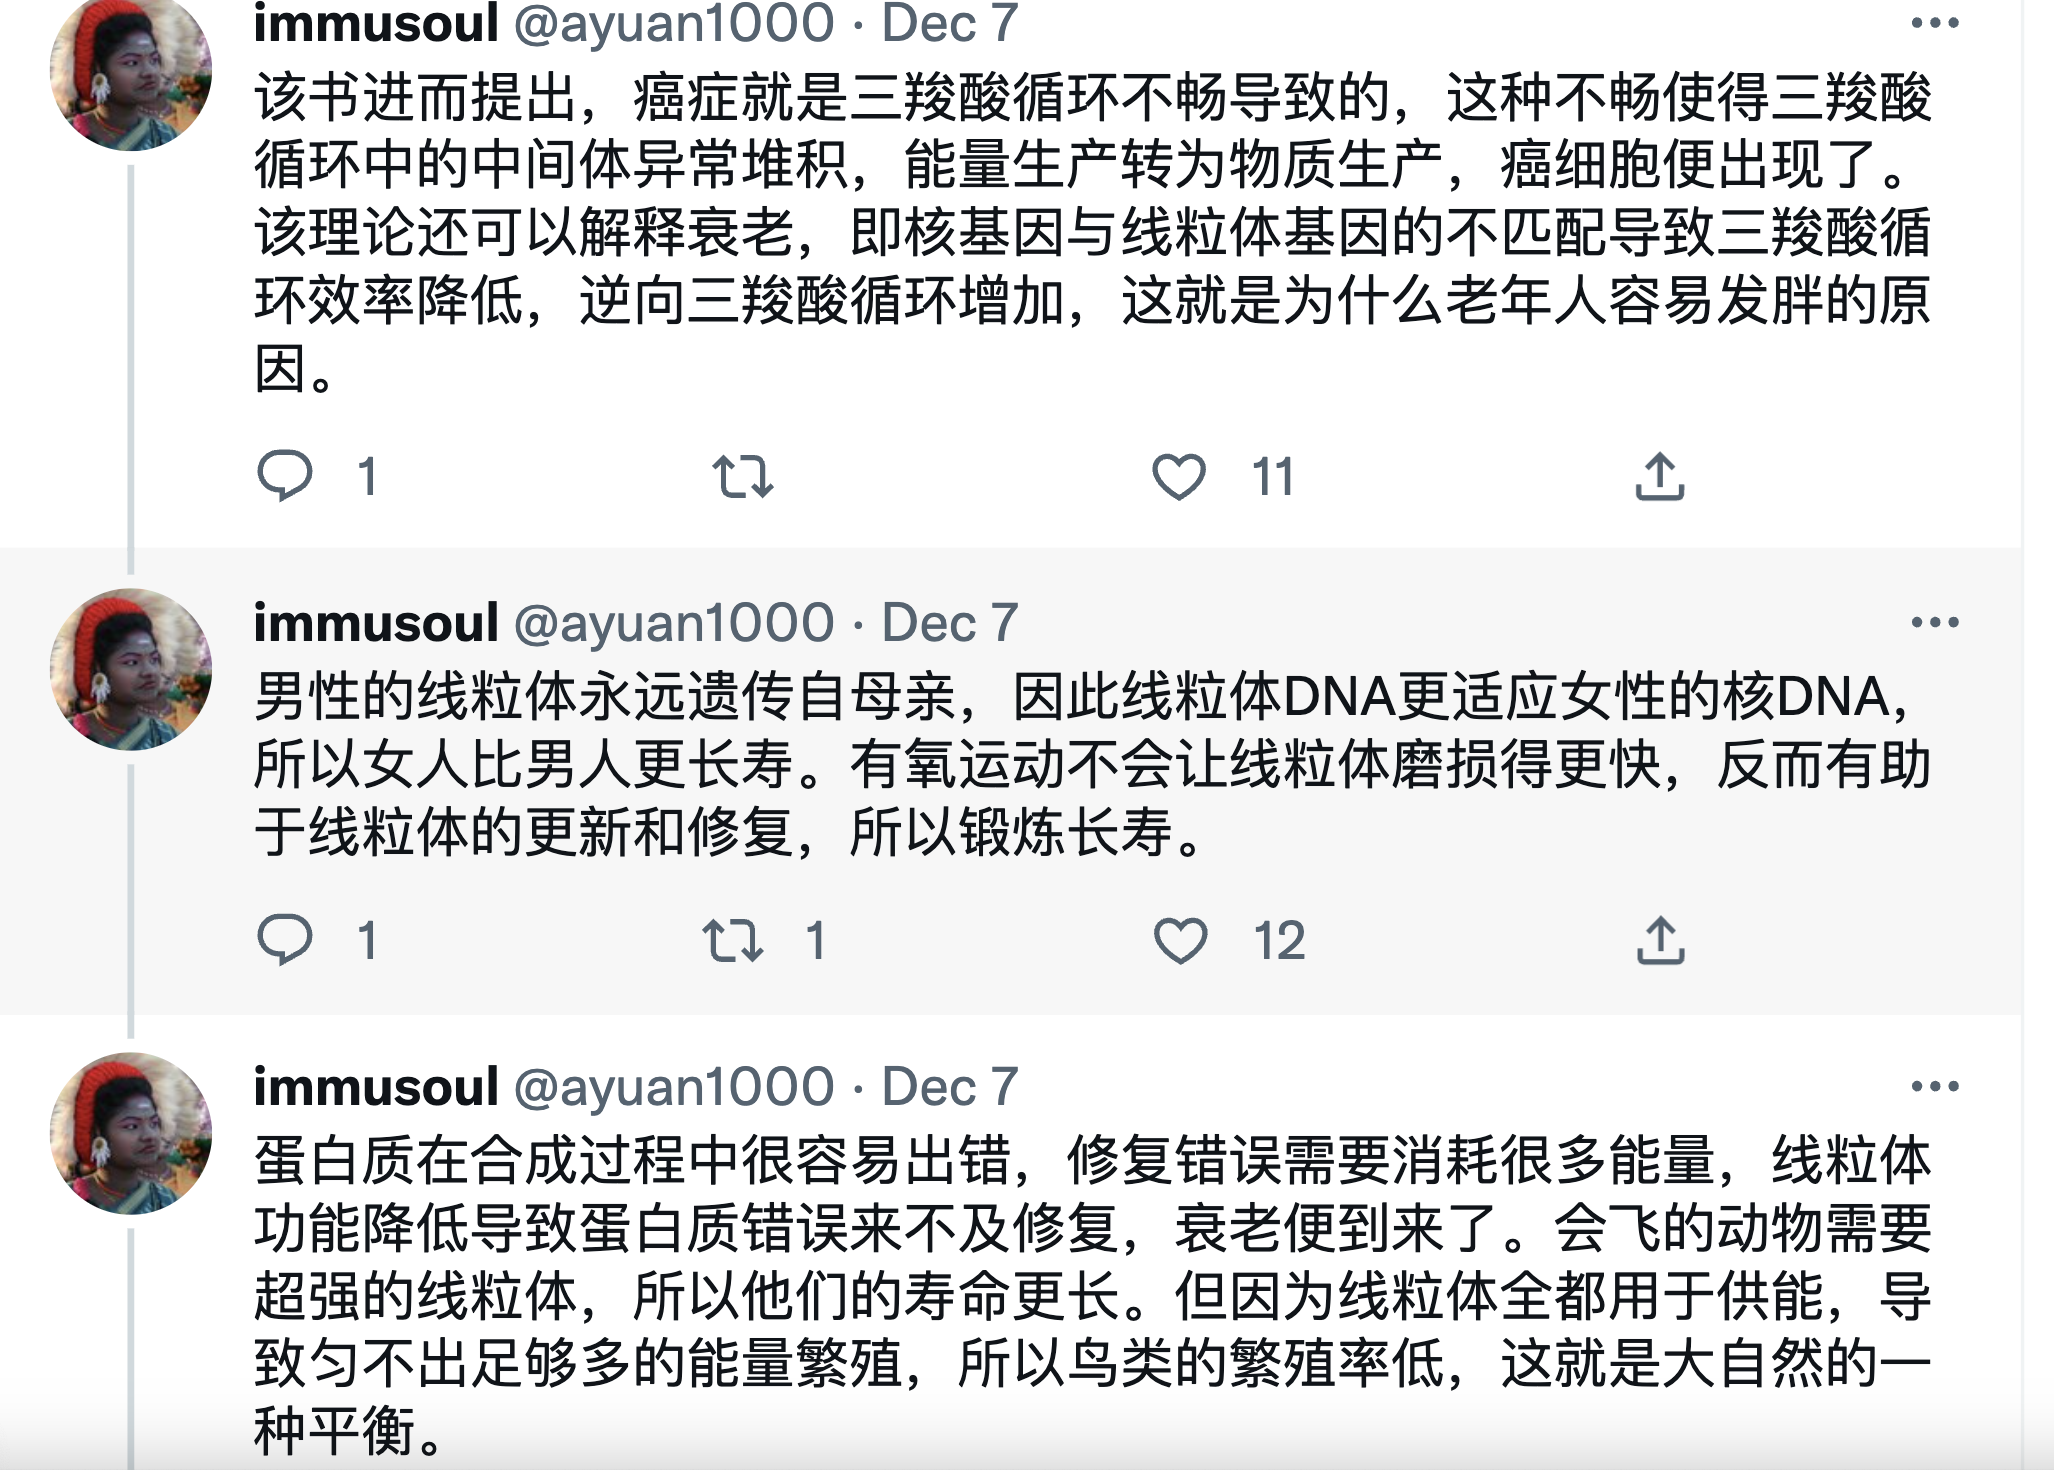 immusoul @ayuan1000 · Dec 7
该书进而提出，癌症就是三羧酸循环不畅导致的，这种不畅使得三羧酸
循环中的中间体异常堆积，能量生产转为物质生产，癌细胞便出现了。
该理论还可以解释衰老，即核基因与线粒体基因的不匹配导致三羧酸循
环效率降低，逆向三羧酸循环增加，这就是为什么老年人容易发胖的原
因。
1 11
immusoul @ayuan1000 · Dec 7
男性的线粒体永远遗传自母亲，因此线粒体DNA更适应女性的核DNA，
所以女人比男人更长寿。有氧运动不会让线粒体磨损得更快，反而有助
于线粒体的更新和修复，所以锻炼长寿。
1 1 12
immusoul @ayuan1000 · Dec 7
蛋白质在合成过程中很容易出错，修复错误需要消耗很多能量，线粒体
功能降低导致蛋白质错误来不及修复，衰老便到来了。会飞的动物需要
超强的线粒体，所以他们的寿命更长。但因为线粒体全都用于供能，导
致匀不出足够多的能量繁殖，所以鸟类的繁殖率低，这就是大自然的一
种平衡。